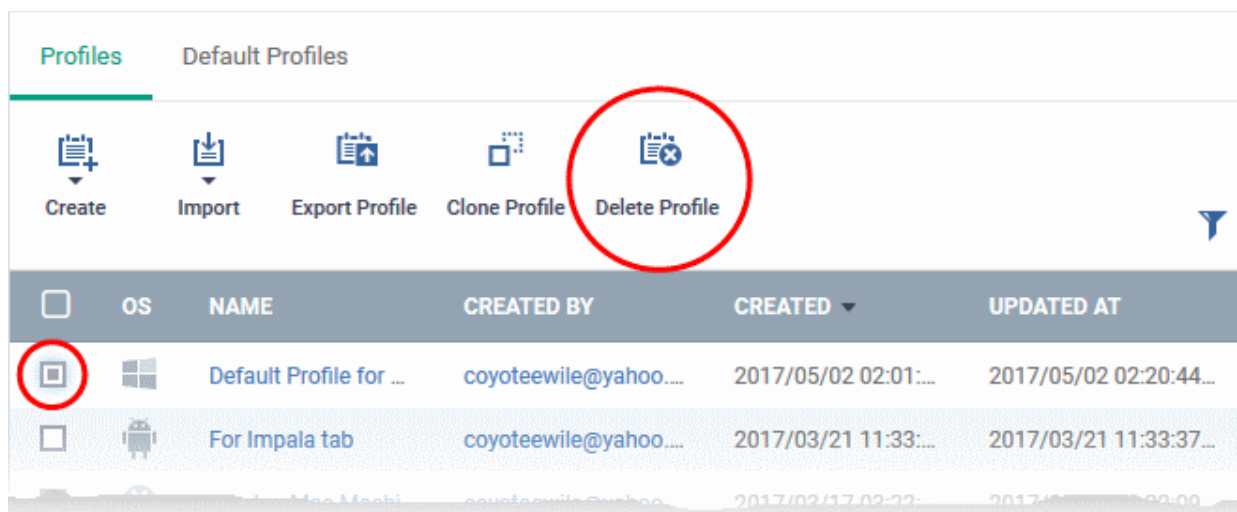 Profiles Default Profiles
Create Import Export Profile Clone Profile Delete Profile
OS NAME CREATED BY CREATED UPDATED AT
Default Profile for ... coyoteewile@yahoo.... 2017/05/02 02:01:... 2017/05/02 02:20:44...
For Impala tab coyoteewile@yahoo.... 2017/03/21 11:33:... 2017/03/21 11:33:37...